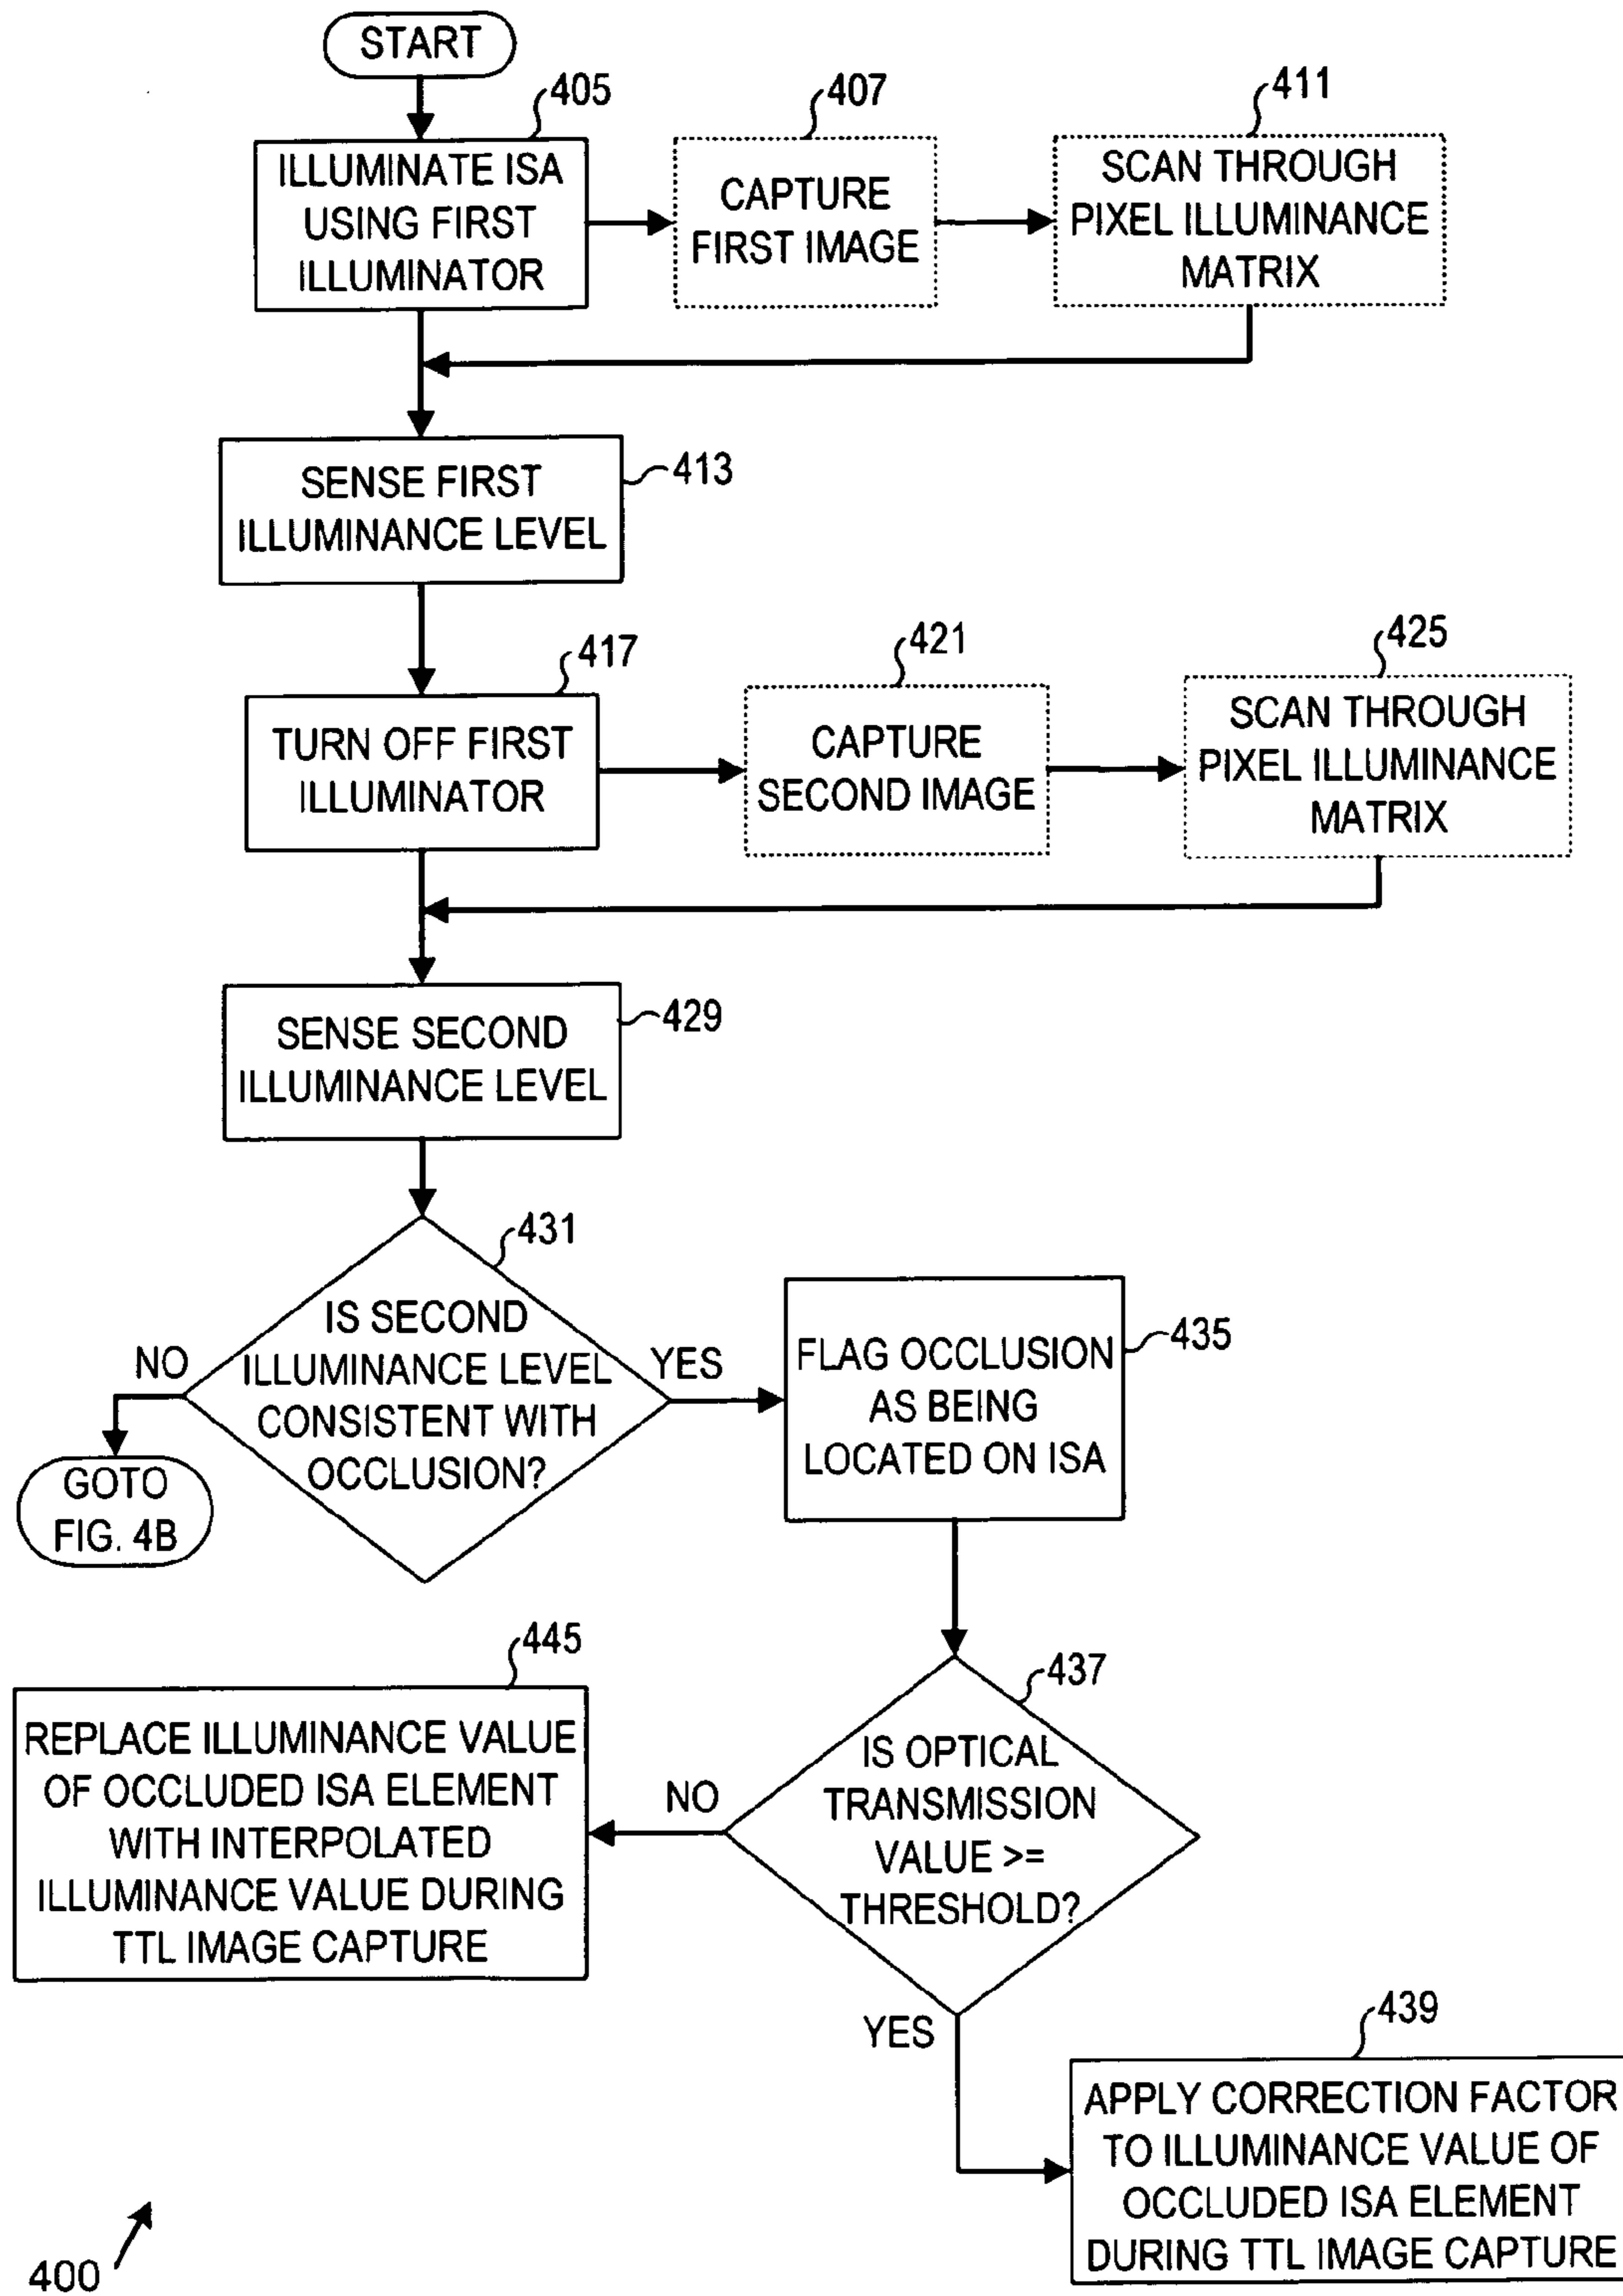 START
405
ILLUMINATE ISA
USING FIRST
ILLUMINATOR
407
CAPTURE
FIRST IMAGE
411
SCAN THROUGH
PIXEL ILLUMINANCE
MATRIX
SENSE FIRST
ILLUMINANCE LEVEL
413
417
TURN OFF FIRST
ILLUMINATOR
421
CAPTURE
SECOND IMAGE
425
SCAN THROUGH
PIXEL ILLUMINANCE
MATRIX
SENSE SECOND
ILLUMINANCE LEVEL
429
431
IS SECOND
ILLUMINANCE LEVEL
CONSISTENT WITH
OCCLUSION?
NO
YES
GOTO
FIG. 4B
FLAG OCCLUSION
AS BEING
LOCATED ON ISA
435
437
IS OPTICAL
TRANSMISSION
VALUE >=
THRESHOLD?
NO
YES
445
REPLACE ILLUMINANCE VALUE
OF OCCLUDED ISA ELEMENT
WITH INTERPOLATED
ILLUMINANCE VALUE DURING
TTL IMAGE CAPTURE
439
APPLY CORRECTION FACTOR
TO ILLUMINANCE VALUE OF
OCCLUDED ISA ELEMENT
DURING TTL IMAGE CAPTURE
400